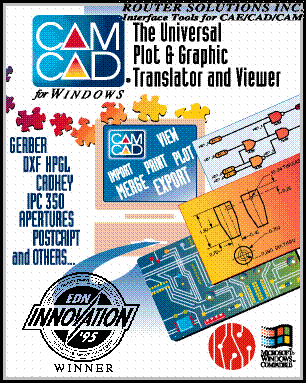 ROUTER SOLUTIONS INC.
Interface Tools for CAE/CAD/CAM
CAM
CAD
for WINDOWS
The Universal
Plot & Graphic
Translator and Viewer
CAM
CAD
VIEW
IMPORT PRINT PLOT
MERGE EXPORT
GERBER
DXF HPGL
CADKEY
IPC 350
APERTURES
POSTCRIPT
and OTHERS...
EDN
INNOVATION
'95
WINNER
MICROSOFT
WINDOWS
COMPATIBLE